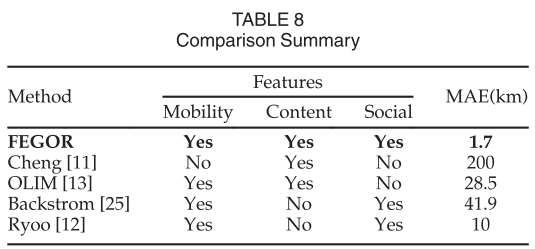 TABLE 8
Comparison Summary
Method Features MAE(km)
Mobility Content Social
FEGOR Yes Yes Yes 1.7
Cheng [11] No Yes No 200
OLIM [13] Yes Yes No 28.5
Backstrom [25] Yes No Yes 41.9
Ryoo [12] Yes No Yes 10